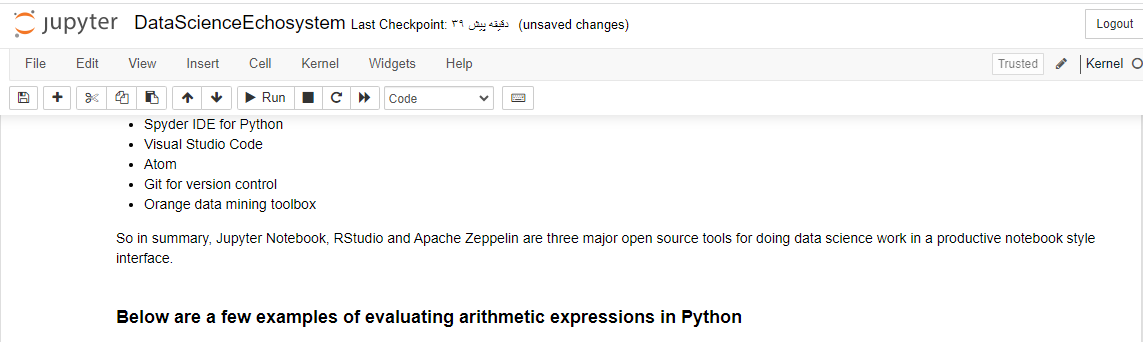 jupyter DataScienceEchosystem Last Checkpoint: ۳۹ دقیقه پیش (unsaved changes)
Logout
File Edit View Insert Cell Kernel Widgets Help Trusted Kernel
Run Code
• Spyder IDE for Python
• Visual Studio Code
• Atom
• Git for version control
• Orange data mining toolbox
So in summary, Jupyter Notebook, RStudio and Apache Zeppelin are three major open source tools for doing data science work in a productive notebook style
interface.
Below are a few examples of evaluating arithmetic expressions in Python